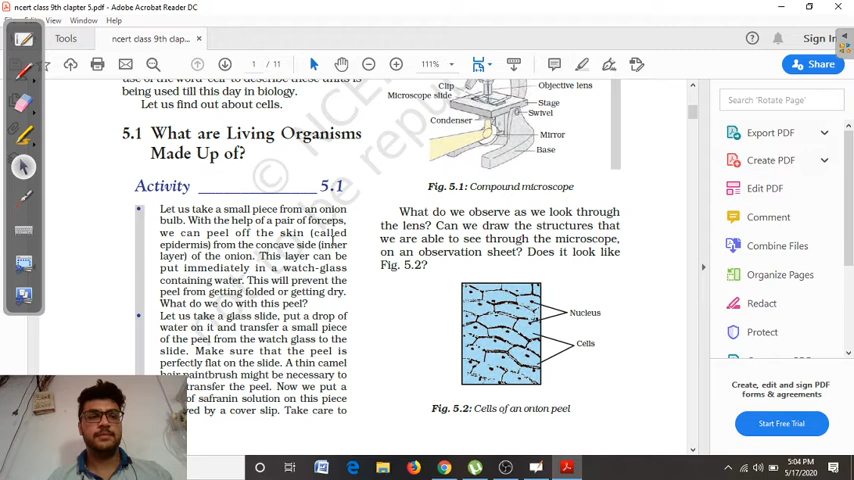 ncert class 9th clapter 5.pdf - Adobe Acrobat Reader DC
View Window Help
Tools
ncert class 9th clap... ×
Sign In
1 / 11
111%
Share
use of the word 'cell' to describe these units is
being used till this day in biology.
Let us find out about cells.
5.1 What are Living Organisms
Made Up of?
Activity 5.1
• Let us take a small piece from an onion
bulb. With the help of a pair of forceps,
we can peel off the skin (called
epidermis) from the concave side (inner
layer) of the onion. This layer can be
put immediately in a watch-glass
containing water. This will prevent the
peel from getting folded or getting dry.
What do we do with this peel?
• Let us take a glass slide, put a drop of
water on it and transfer a small piece
of the peel from the watch glass to the
slide. Make sure that the peel is
perfectly flat on the slide. A thin camel
hair paintbrush might be necessary to
transfer the peel. Now we put a
of safranin solution on this piece
ved by a cover slip. Take care to
© NCE
be repu
Clip
Microscope slide
Condenser
Objective lens
Stage
Swivel
Mirror
Base
Fig. 5.1: Compound microscope
What do we observe as we look through
the lens? Can we draw the structures that
we are able to see through the microscope,
on an observation sheet? Does it look like
Fig. 5.2?
Nucleus
Cells
Fig. 5.2: Cells of an onion peel
Search 'Rotate Page'
Export PDF
Create PDF
Edit PDF
Comment
Combine Files
Organize Pages
Redact
Protect
Create, edit and sign PDF
forms & agreements
Start Free Trial
5:04 PM
5/17/2020